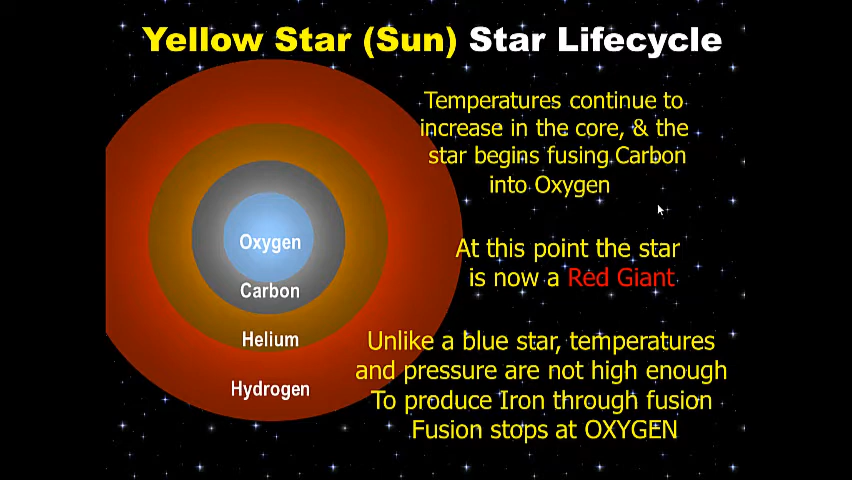 Yellow Star (Sun) Star Lifecycle
Temperatures continue to
increase in the core, & the
star begins fusing Carbon
into Oxygen
At this point the star
is now a Red Giant
Unlike a blue star, temperatures
and pressure are not high enough
To produce Iron through fusion
Fusion stops at OXYGEN
Oxygen
Carbon
Helium
Hydrogen